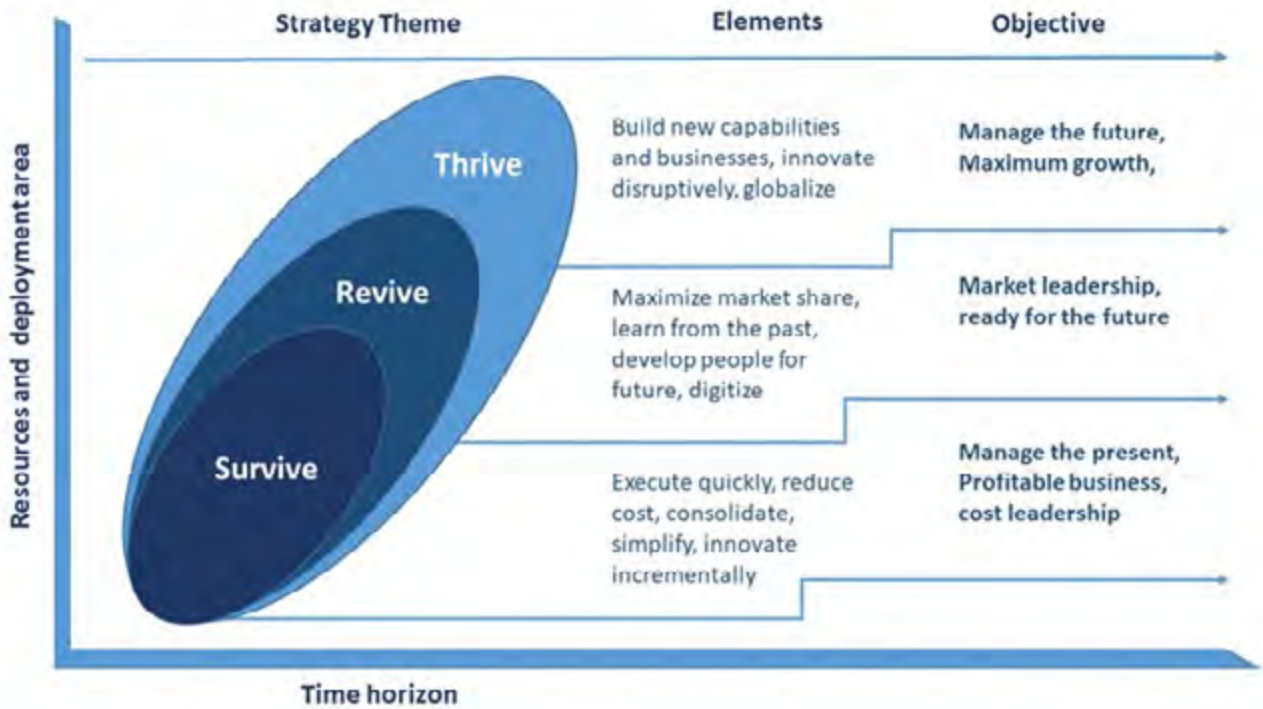 Strategy Theme
Elements
Objective
Resources and deployment area
Thrive
Build new capabilities
and businesses, innovate
disruptively, globalize
Manage the future,
Maximum growth,
Revive
Maximize market share,
learn from the past,
develop people for
future, digitize
Market leadership,
ready for the future
Survive
Execute quickly, reduce
cost, consolidate,
simplify, innovate
incrementally
Manage the present,
Profitable business,
cost leadership
Time horizon